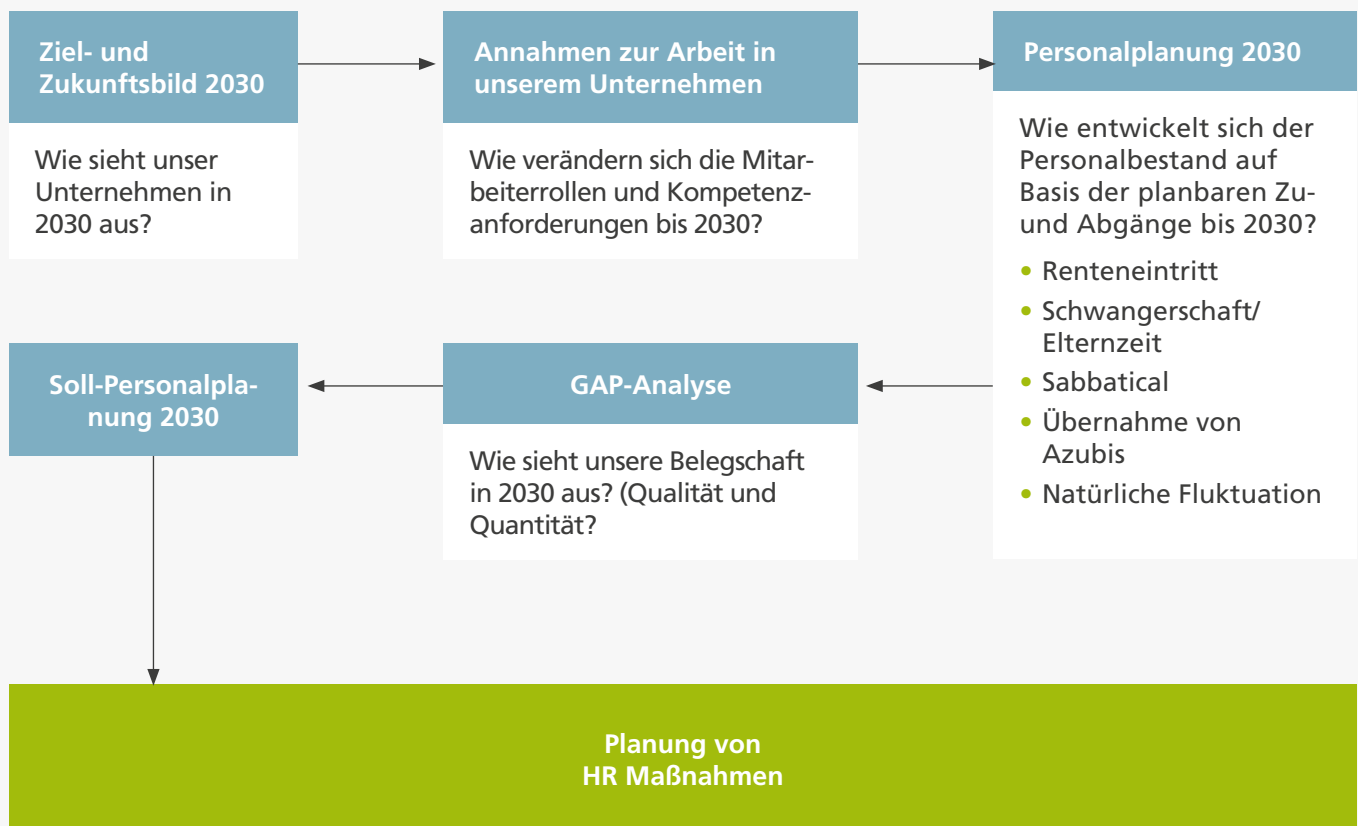 Ziel- und
Zukunftsbild 2030
Wie sieht unser
Unternehmen in
2030 aus?
Annahmen zur Arbeit in
unserem Unternehmen
Wie verändern sich die Mitar-
beiterrollen und Kompetenz-
anforderungen bis 2030?
Personalplanung 2030
Wie entwickelt sich der
Personalbestand auf
Basis der planbaren Zu-
und Abgänge bis 2030?
• Renteneintritt
• Schwangerschaft/
Elternzeit
• Sabbatical
• Übernahme von
Azubis
• Natürliche Fluktuation
GAP-Analyse
Wie sieht unsere Belegschaft
in 2030 aus? (Qualität und
Quantität?
Soll-Personalpla-
nung 2030
Planung von
HR Maßnahmen